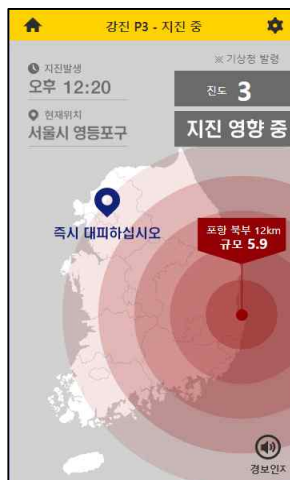 강진 P3 - 지진 중
※ 기상청 발령
지진발생
오후 12:20
진도 3
현재위치
서울시 영등포구
지진 영향 중
즉시 대피하십시오
포항 북부 12km
규모 5.9
경보인지